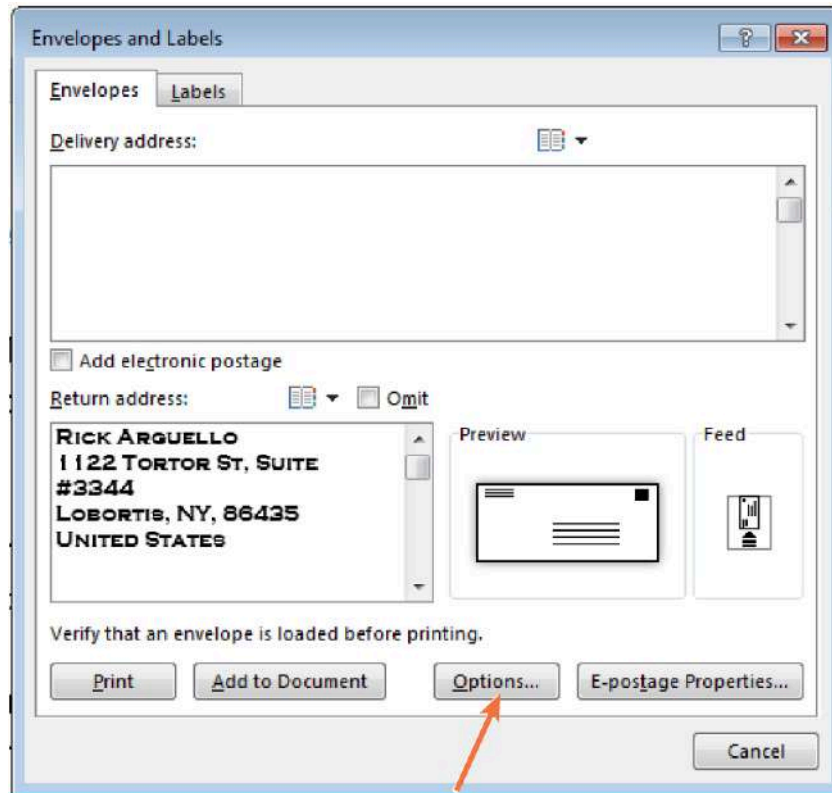 Envelopes and Labels
Envelopes
Labels
Delivery address:
Add electronic postage
Return address:
Omit
RICK ARGUELLO
1122 TORTOR ST, SUITE
#3344
LOBORTIS, NY, 86435
UNITED STATES
Preview
Feed
Verify that an envelope is loaded before printing.
Print
Add to Document
Options...
E-postage Properties...
Cancel